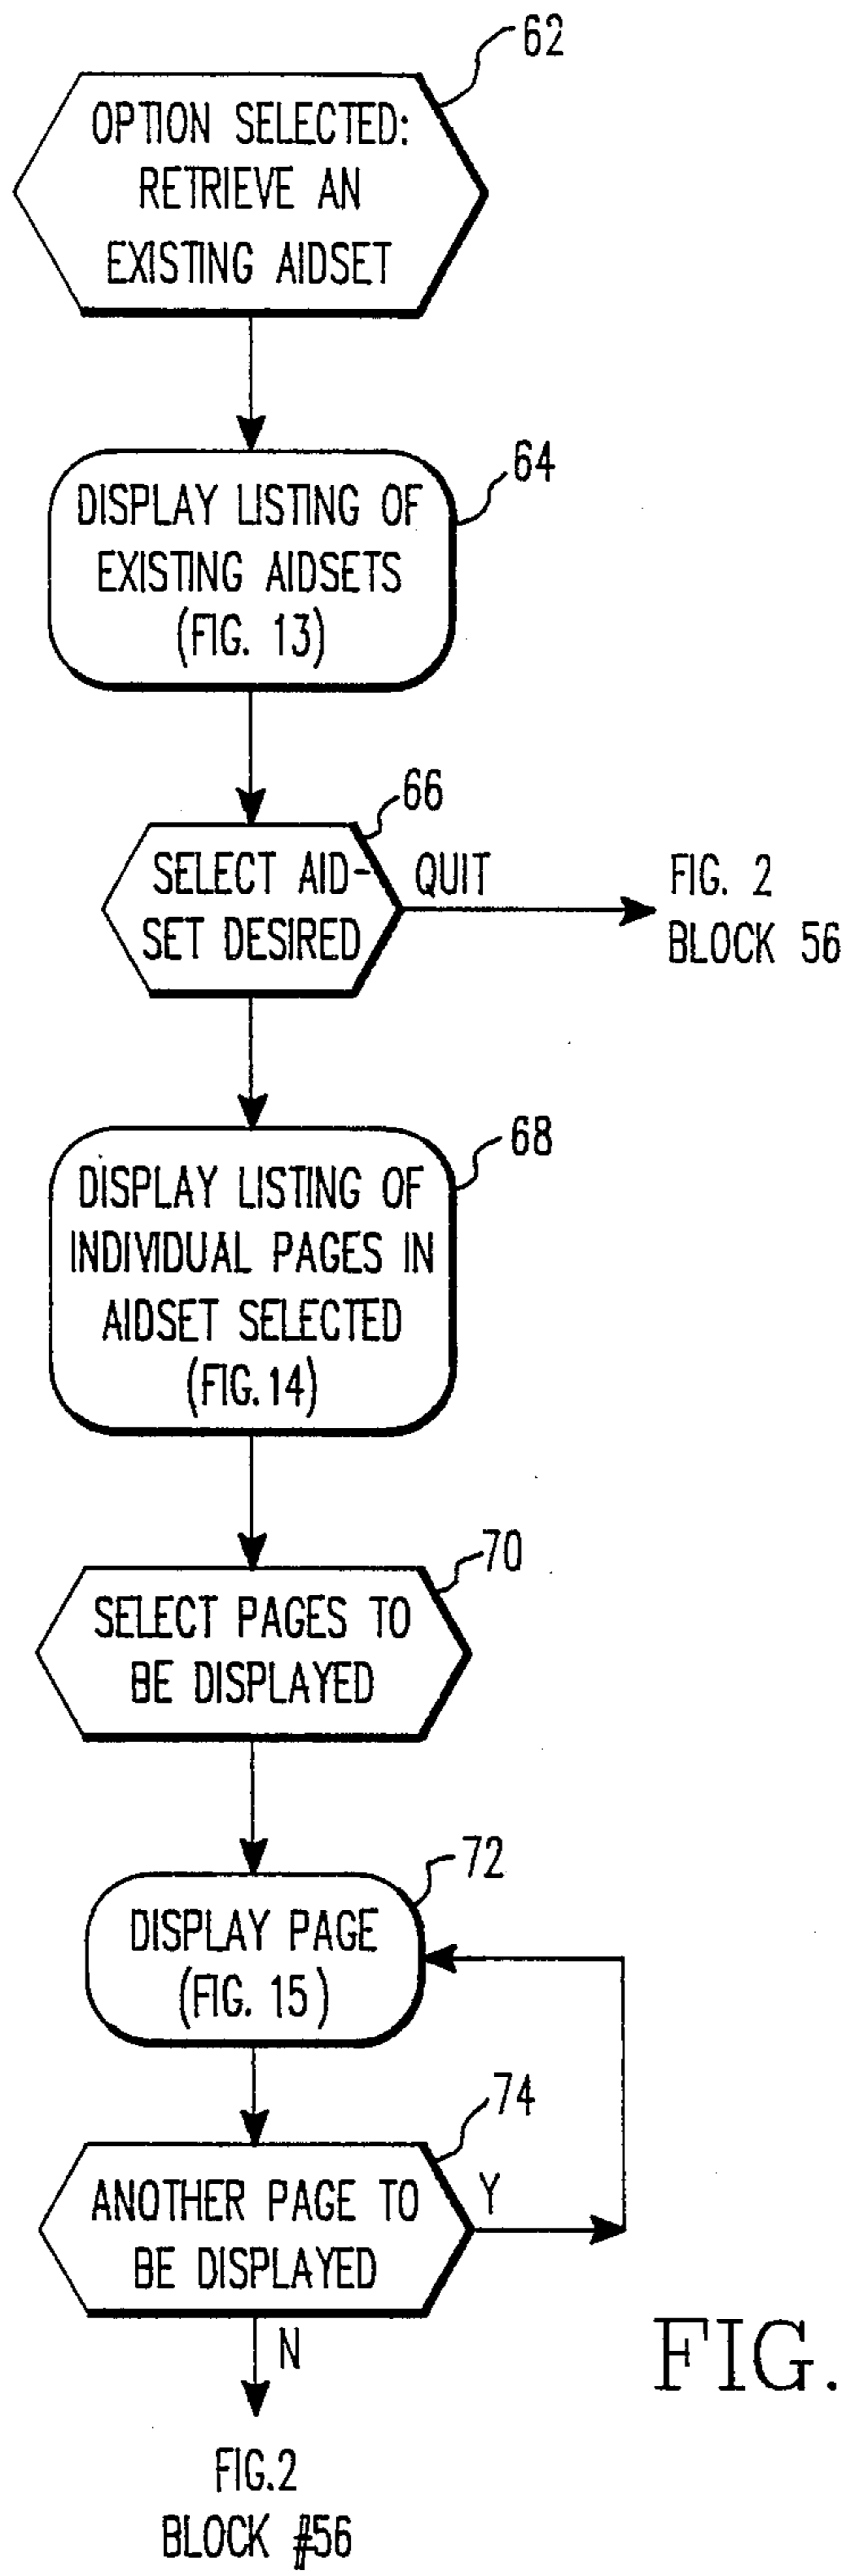 62
OPTION SELECTED:
RETRIEVE AN
EXISTING AIDSET
64
DISPLAY LISTING OF
EXISTING AIDSETS
(FIG. 13)
66
SELECT AID-
SET DESIRED
QUIT
FIG. 2
BLOCK 56
68
DISPLAY LISTING OF
INDIVIDUAL PAGES IN
AIDSET SELECTED
(FIG.14)
70
SELECT PAGES TO
BE DISPLAYED
72
DISPLAY PAGE
(FIG. 15)
74
ANOTHER PAGE TO
BE DISPLAYED
Y
N
FIG.2
BLOCK #56
FIG.